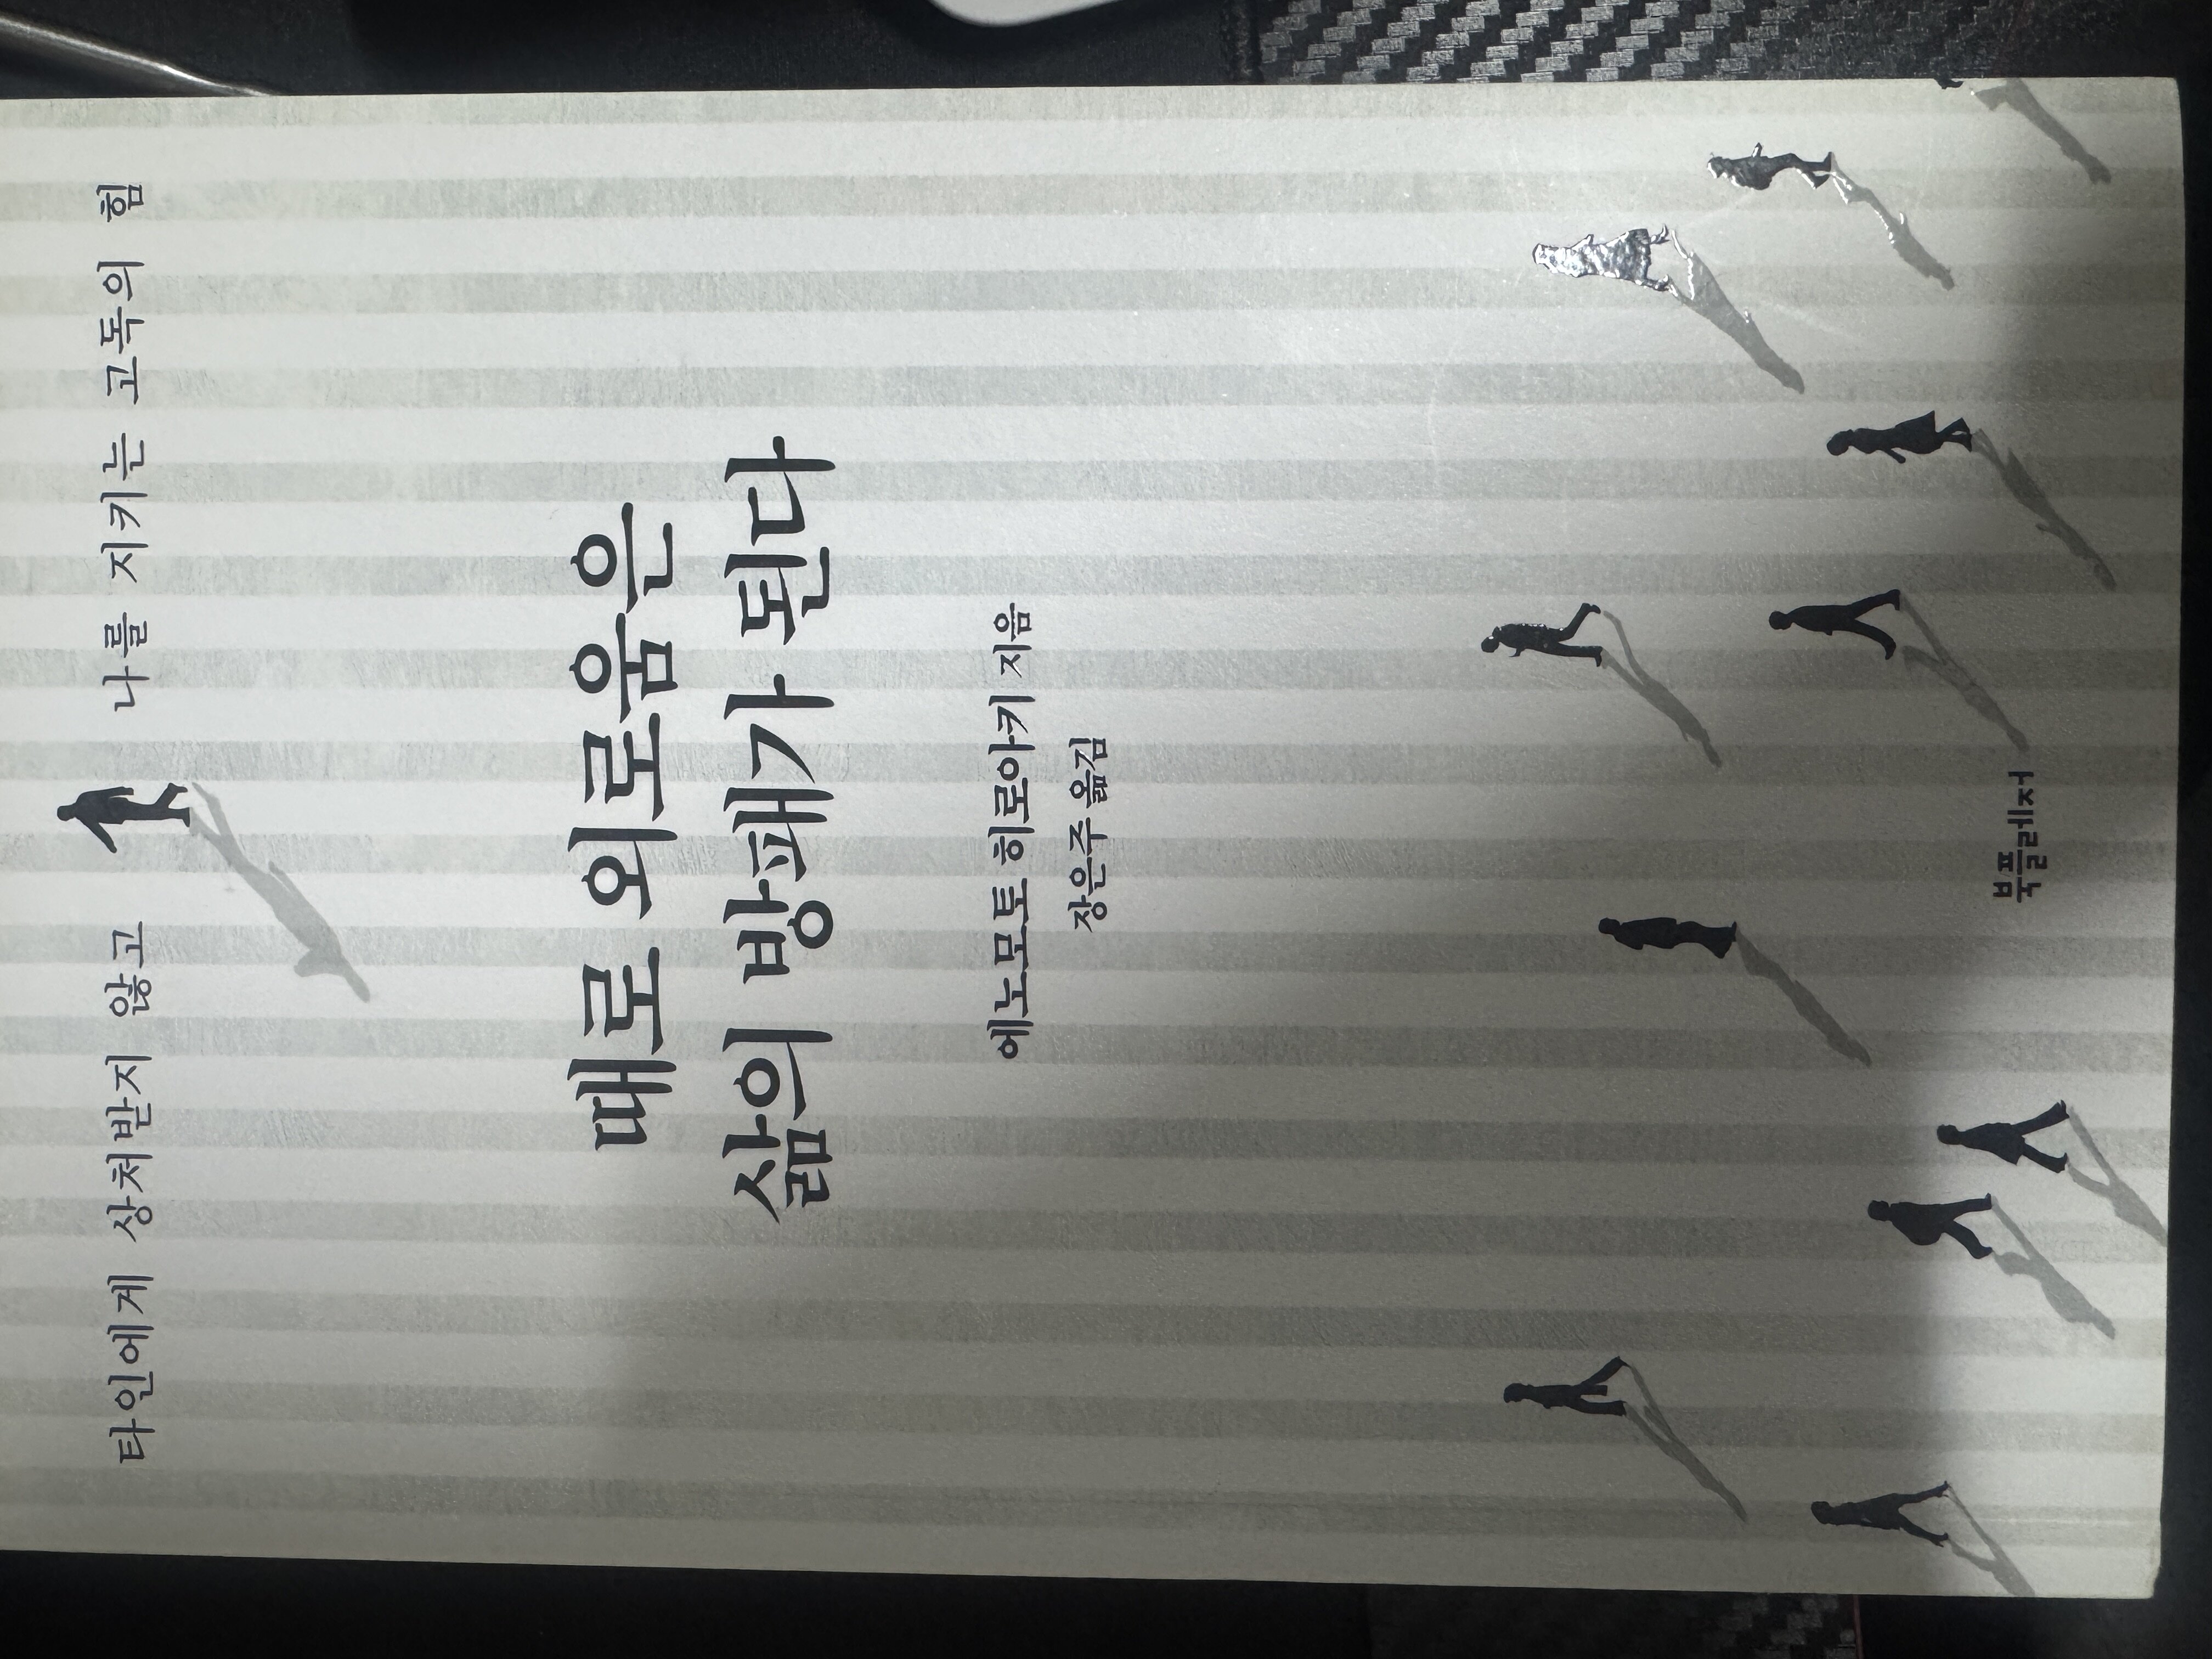 타인에게 상처받지 않고 나를 지키는 고독의 힘
때로 외로움은
삶의 방패가 된다
에노모토 히로아키 지음
장은주 옮김
북플레저